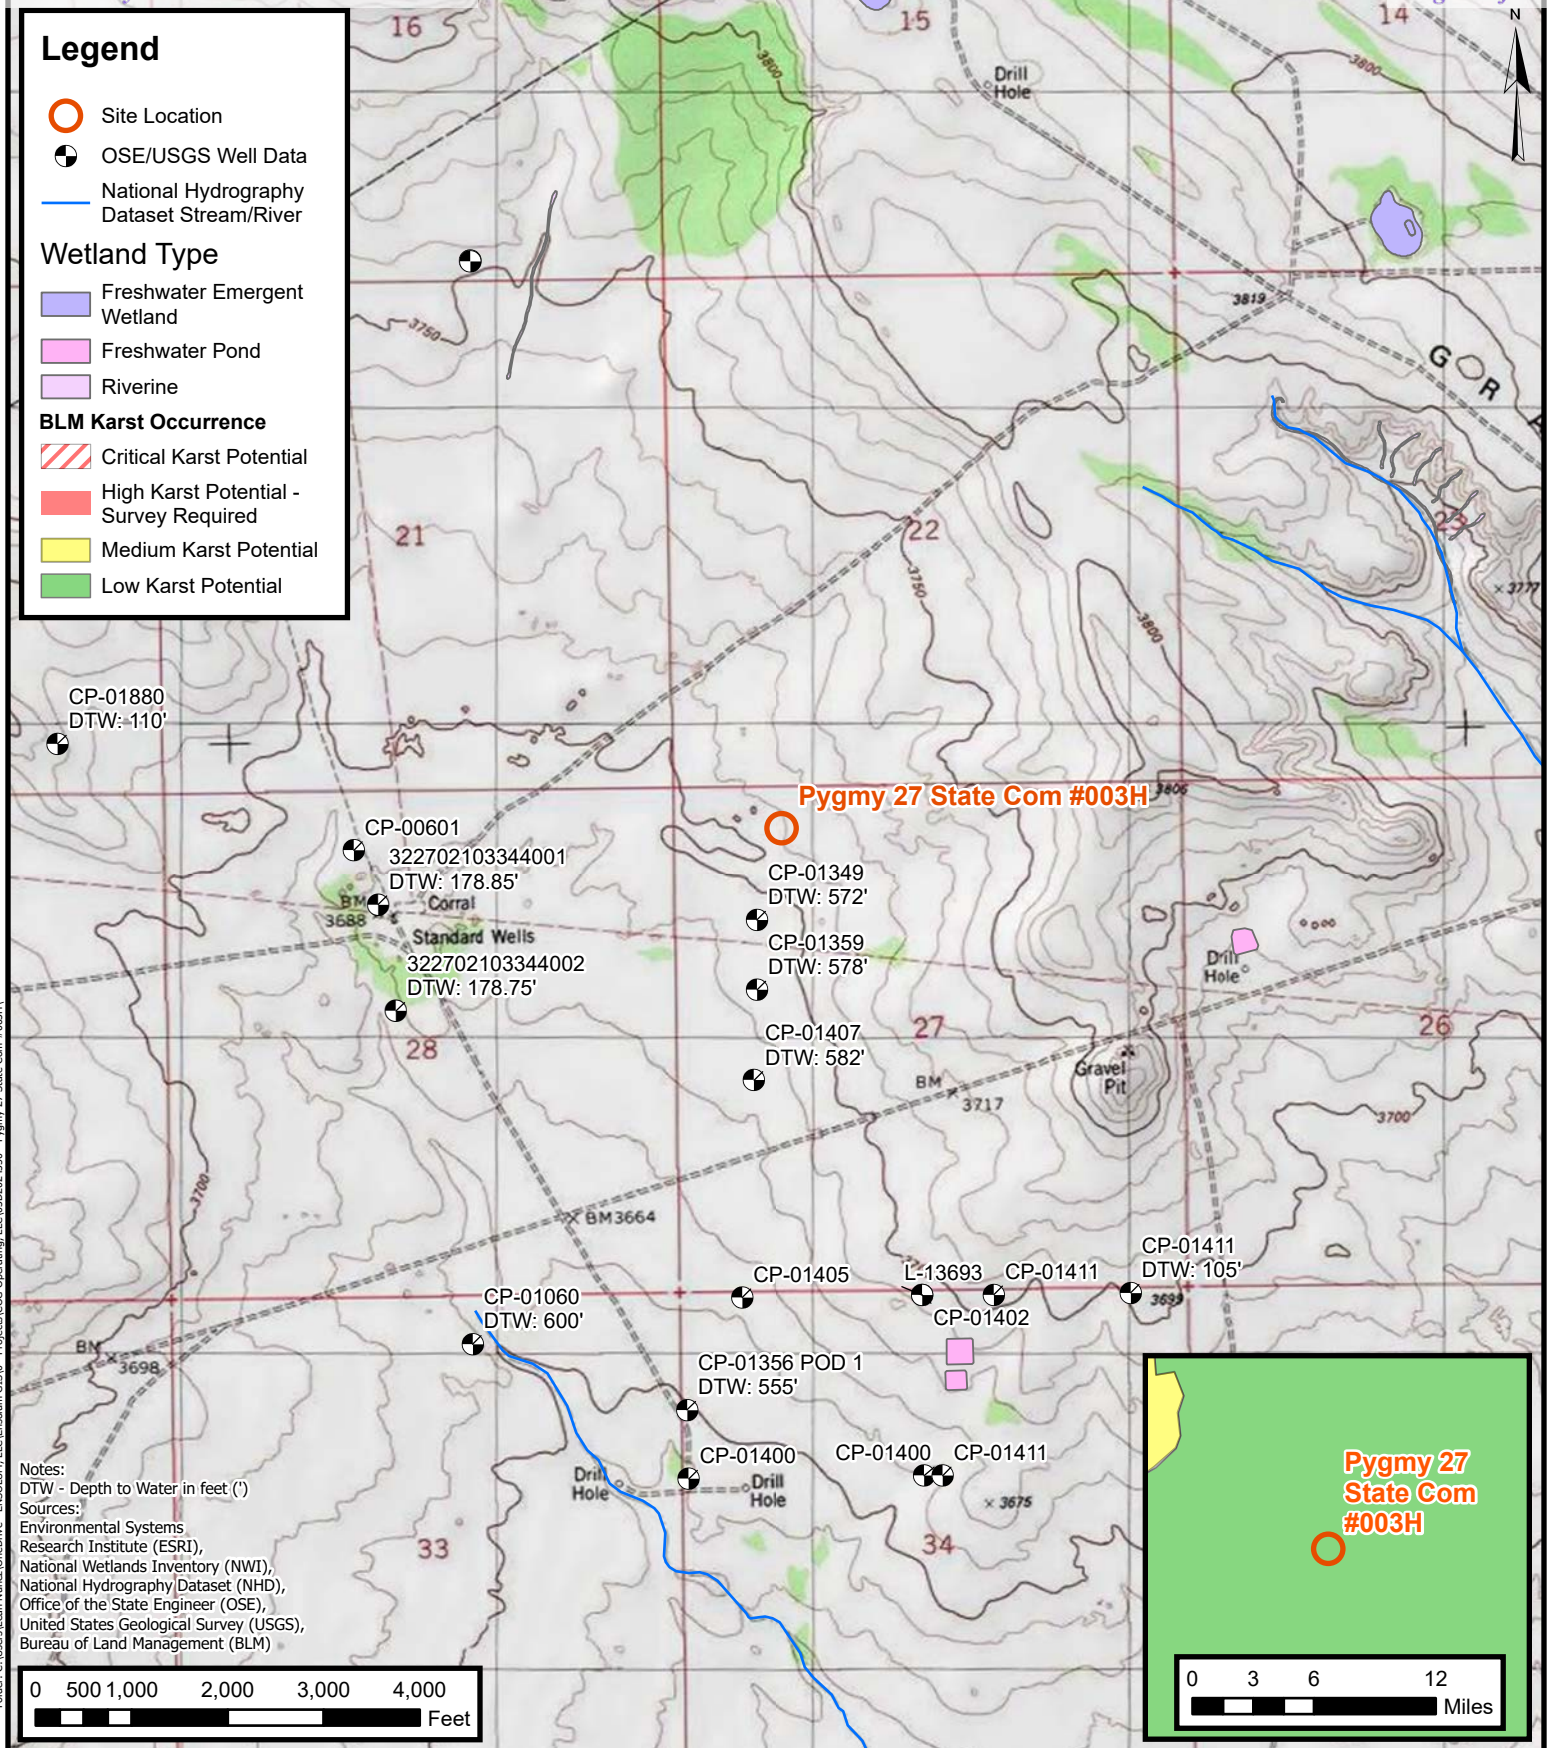 Legend
Site Location
OSE/USGS Well Data
National Hydrography
Dataset Stream/River
Wetland Type
Freshwater Emergent
Wetland
Freshwater Pond
Riverine
BLM Karst Occurrence
Critical Karst Potential
High Karst Potential -
Survey Required
Medium Karst Potential
Low Karst Potential
16
15
14
N
3800
Drill
Hole
3800
3750
3819
G O R A
21
22
23
3750
3800
3777
CP-01880
DTW: 110'
Pygmy 27 State Com #003H
3806
CP-00601
322702103344001
DTW: 178.85'
BM
3688
Corral
Standard Wells
322702103344002
DTW: 178.75'
CP-01349
DTW: 572'
CP-01359
DTW: 578'
CP-01407
DTW: 582'
Drill
Hole
28
27
26
Gravel
Pit
BM
3717
3700
3700
BM3664
CP-01405
L-13693
CP-01411
CP-01411
DTW: 105'
3699
CP-01402
CP-01060
DTW: 600'
BM
3698
CP-01356 POD 1
DTW: 555'
CP-01400
CP-01400
CP-01411
Drill
Hole
Drill
Hole
3675
33
34
Notes:
DTW - Depth to Water in feet (')
Sources:
Environmental Systems
Research Institute (ESRI),
National Wetlands Inventory (NWI),
National Hydrography Dataset (NHD),
Office of the State Engineer (OSE),
United States Geological Survey (USGS),
Bureau of Land Management (BLM)
0 500 1,000 2,000 3,000 4,000
Feet
Pygmy 27
State Com
#003H
0 3 6 12
Miles